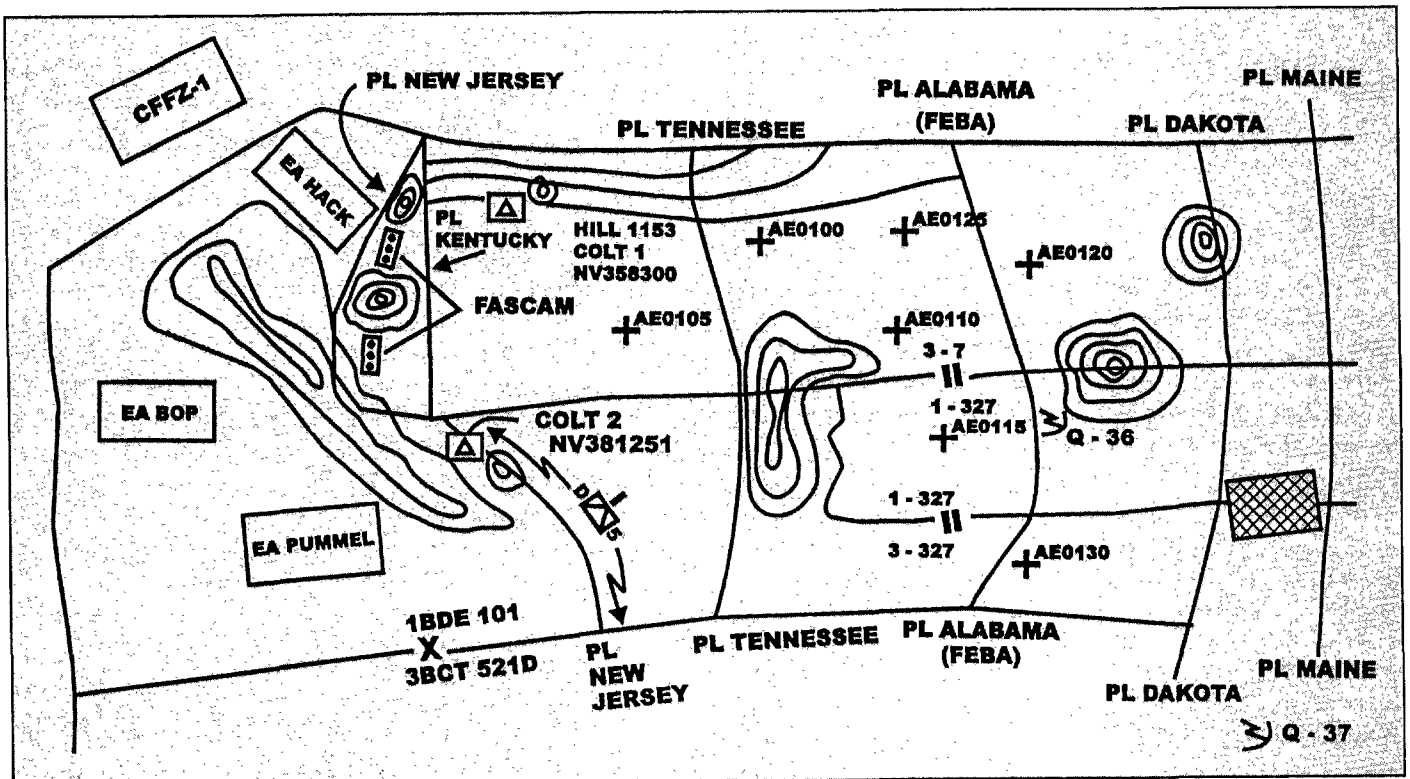 PL NEW JERSEY
PL MAINE
PL ALABAMA
(FEBA)
CFFZ-1
PL TENNESSEE
PL DAKOTA
EA HACK
PL
KENTUCKY
HILL 1153
COLT 1
NV358300
AE0100
AE0125
AE0120
FASCAM
AE0105
AE0110
3 - 7
1 - 327
EA BOP
COLT 2
NV381251
AE0115
Q - 36
D
5
1 - 327
3 - 327
EA PUMMEL
AE0130
1BDE 101
X
3BCT 521D
PL
NEW
JERSEY
PL TENNESSEE
PL ALABAMA
(FEBA)
PL DAKOTA
PL MAINE
Q - 37